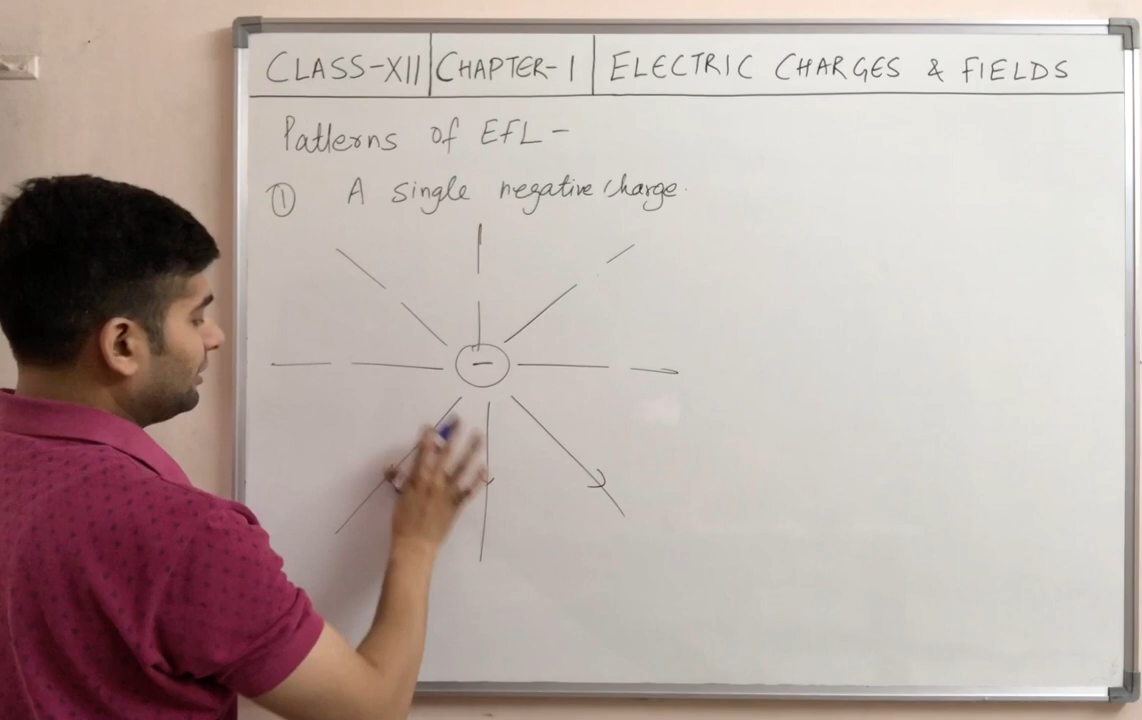 CLASS-XII CHAPTER-1 ELECTRIC CHARGES & FIELDS
Patterns of EFL -
① A single negative charge.
−